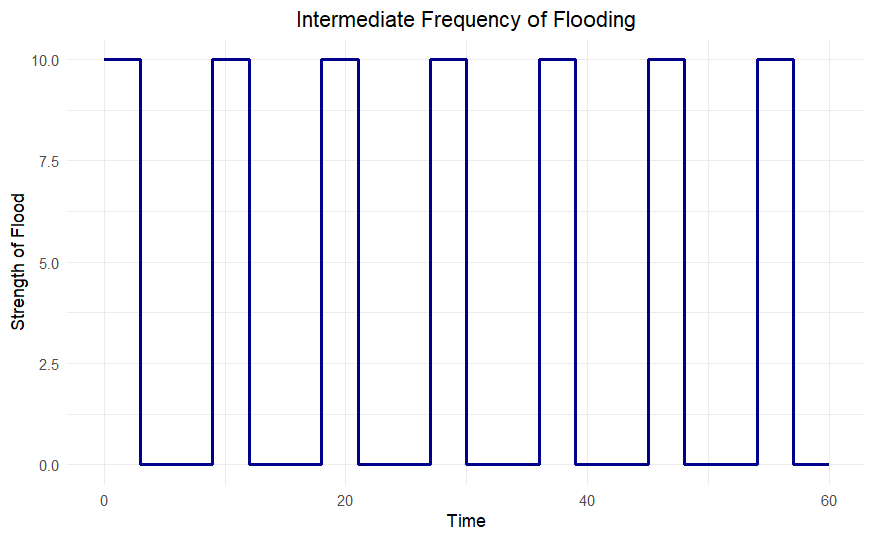 Intermediate Frequency of Flooding
10.0
7.5
5.0
2.5
0.0
Strength of Flood
0 20 40 60
Time